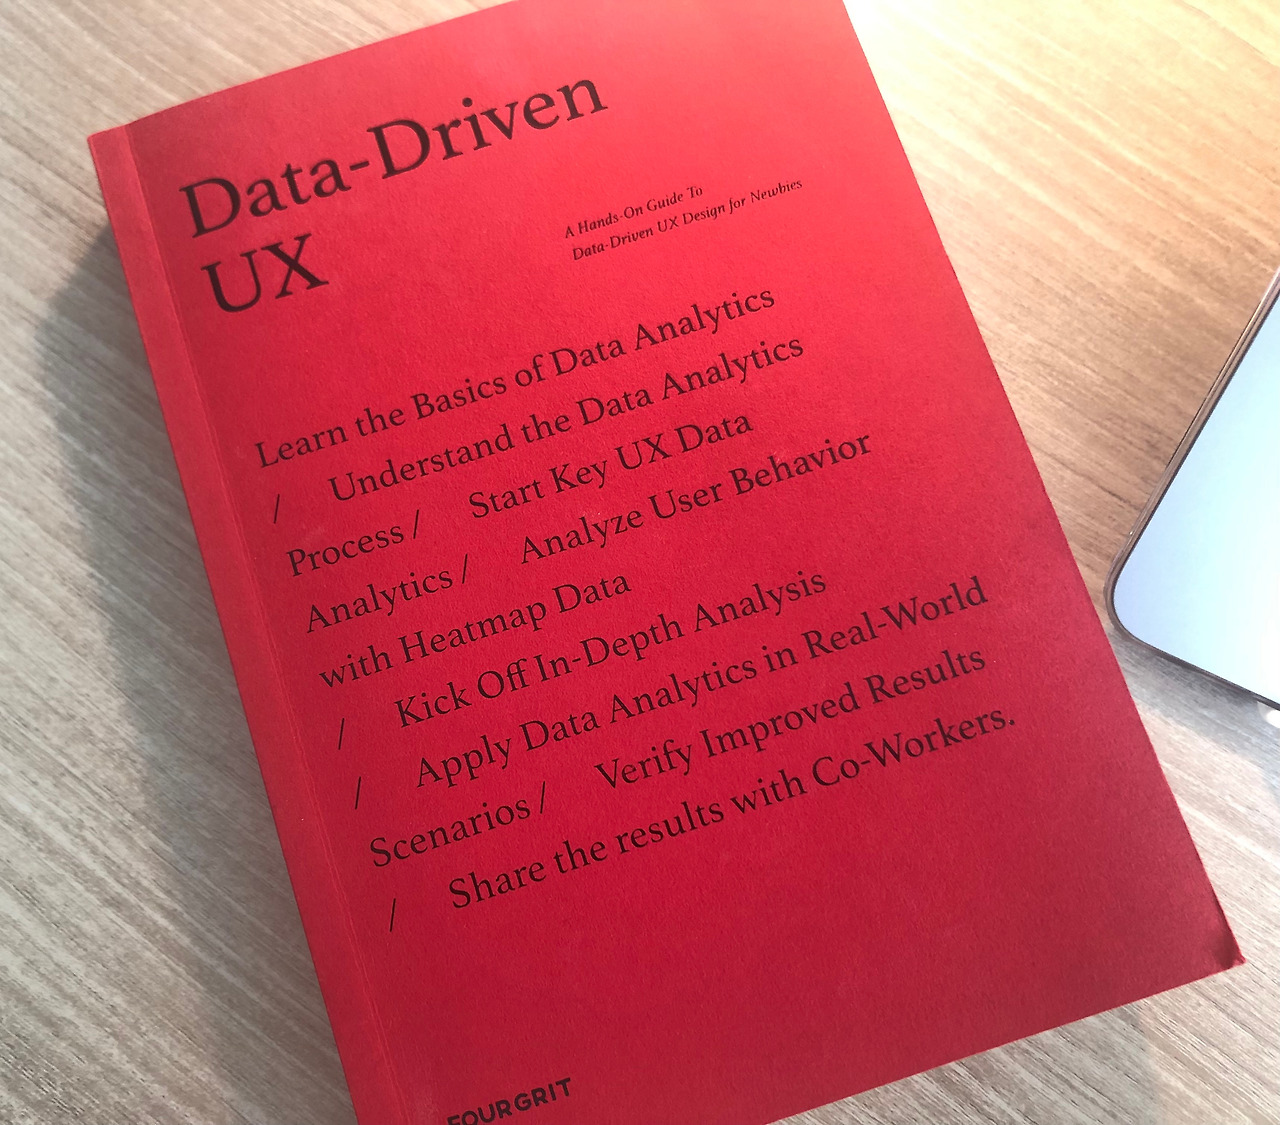 Data-Driven
UX
A Hands-On Guide To
Data-Driven UX Design for Newbies
Learn the Basics of Data Analytics
/ Understand the Data Analytics
Process / Start Key UX Data
Analytics / Analyze User Behavior
with Heatmap Data
/ Kick Off In-Depth Analysis
/ Apply Data Analytics in Real-World
Scenarios / Verify Improved Results
/ Share the results with Co-Workers.
FOURGRIT